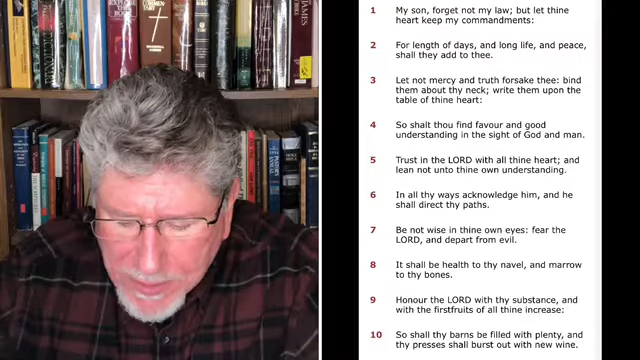 COMMENTARY
JAMES
1 My son, forget not my law; but let thine
heart keep my commandments:
2 For length of days, and long life, and peace,
shall they add to thee.
3 Let not mercy and truth forsake thee: bind
them about thy neck; write them upon the
table of thine heart:
4 So shalt thou find favour and good
understanding in the sight of God and man.
5 Trust in the LORD with all thine heart; and
lean not unto thine own understanding.
6 In all thy ways acknowledge him, and he
shall direct thy paths.
7 Be not wise in thine own eyes: fear the
LORD, and depart from evil.
8 It shall be health to thy navel, and marrow
to thy bones.
9 Honour the LORD with thy substance, and
with the firstfruits of all thine increase:
10 So shall thy barns be filled with plenty, and
thy presses shall burst out with new wine.